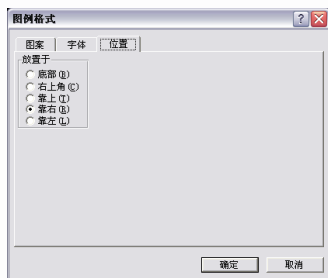 图例格式
图案 字体 位置
放置于
底部(B)
右上角(C)
靠上(T)
靠右(R)
靠左(L)
确定 取消